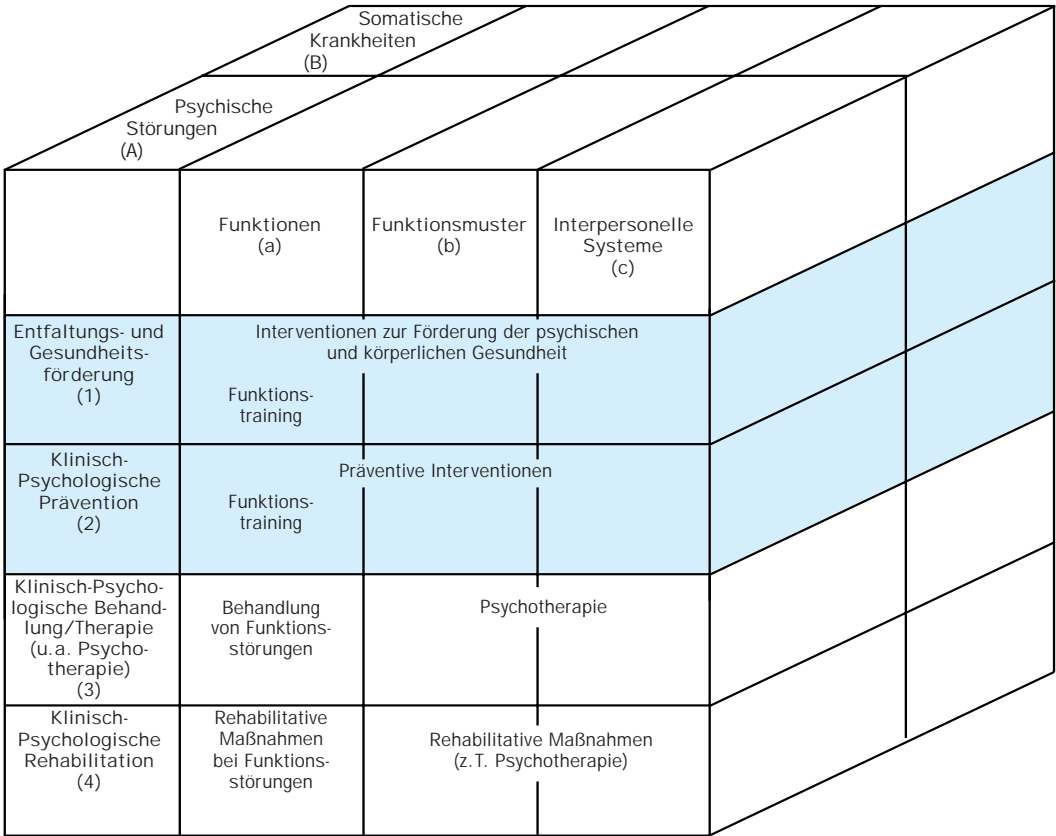 Somatische
Krankheiten
(B)
Psychische
Störungen
(A)
Funktionen
(a)
Funktionsmuster
(b)
Interpersonelle
Systeme
(c)
Entfaltungs- und
Gesundheits-
förderung
(1)
Interventionen zur Förderung der psychischen
und körperlichen Gesundheit
Funktions-
training
Klinisch-
Psychologische
Prävention
(2)
Präventive Interventionen
Funktions-
training
Klinisch-Psycho-
logische Behand-
lung/Therapie
(u.a. Psycho-
therapie)
(3)
Behandlung
von Funktions-
störungen
Psychotherapie
Klinisch-
Psychologische
Rehabilitation
(4)
Rehabilitative
Maßnahmen
bei Funktions-
störungen
Rehabilitative Maßnahmen
(z.T. Psychotherapie)